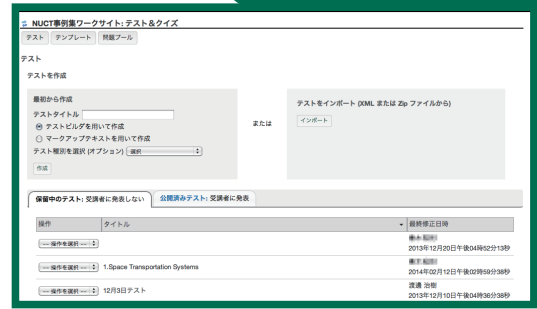 NUCT事例集ワークサイト: テスト＆クイズ
テスト テンプレート 問題プール
テスト
テストを作成
最初から作成
テストタイトル
テストビルダを用いて作成
マークアップテキストを用いて作成
テスト種別を選択 (オプション) 選択
作成
または
テストをインポート (XML または Zip ファイルから)
インポート
保留中のテスト: 受講者に発表しない 公開済みテスト: 受講者に発表
操作 タイトル 最終修正日時
-- 操作を選択 --
2013年12月20日午後04時52分13秒
-- 操作を選択 -- 1.Space Transportation Systems
2014年02月12日午後02時59分38秒
-- 操作を選択 -- 12月3日テスト 渡邉 治樹
2013年12月10日午後04時36分38秒